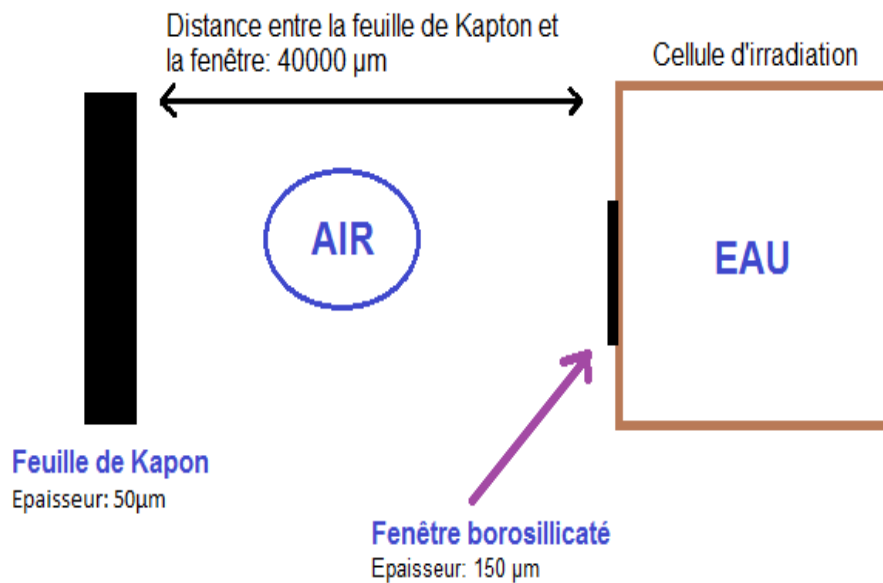 Distance entre la feuille de Kapton et
la fenêtre: 40000 µm
Cellule d'irradiation
AIR
EAU
Feuille de Kapon
Epaisseur: 50µm
Fenêtre borosillicaté
Epaisseur: 150 µm